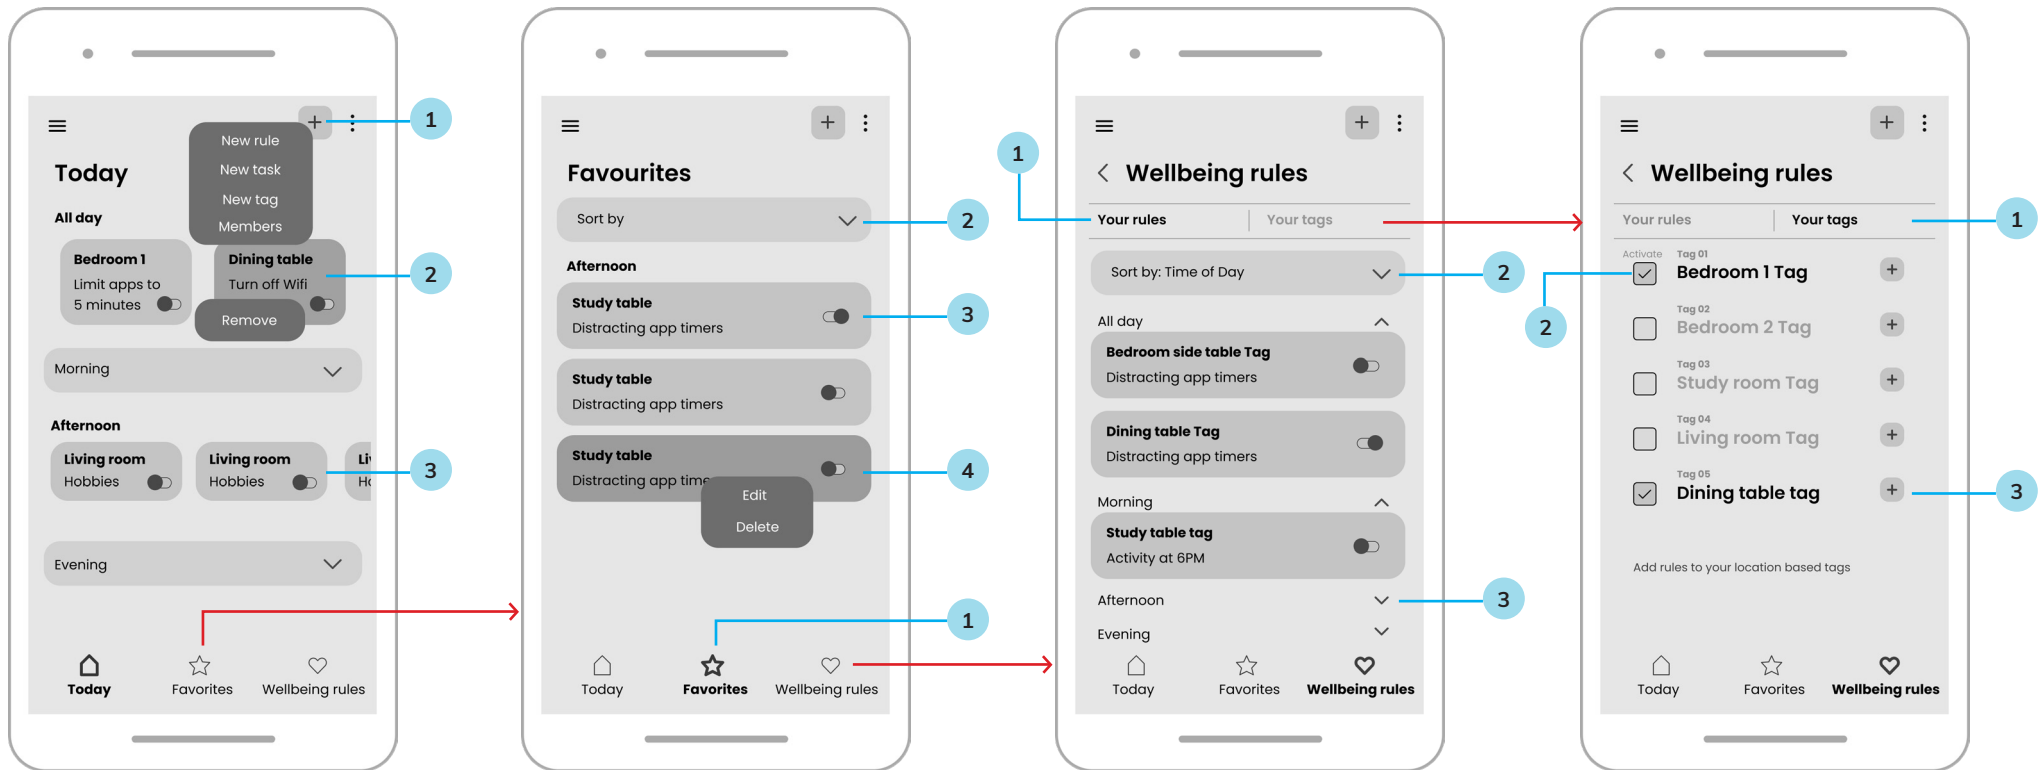 +
1
New rule
New task
New tag
Members
Today
All day
Bedroom 1
Limit apps to
5 minutes
Dining table
Turn off Wifi
2
Remove
Morning
Afternoon
Living room
Hobbies
Living room
Hobbies
Liv
Ho
3
Evening
Today
Favorites
Wellbeing rules
+
Favourites
Sort by
2
Afternoon
Study table
Distracting app timers
3
Study table
Distracting app timers
Study table
Distracting app time
4
Edit
Delete
1
Today
Favorites
Wellbeing rules
+
1
Wellbeing rules
Your rules
Your tags
Sort by: Time of Day
2
All day
Bedroom side table Tag
Distracting app timers
Dining table Tag
Distracting app timers
Morning
Study table tag
Activity at 6PM
Afternoon
3
Evening
Today
Favorites
Wellbeing rules
+
Wellbeing rules
Your rules
Your tags
1
Activate
Tag 01
Bedroom 1 Tag
+
2
Tag 02
Bedroom 2 Tag
+
Tag 03
Study room Tag
+
Tag 04
Living room Tag
+
Tag 05
Dining table tag
+
3
Add rules to your location based tags
Today
Favorites
Wellbeing rules